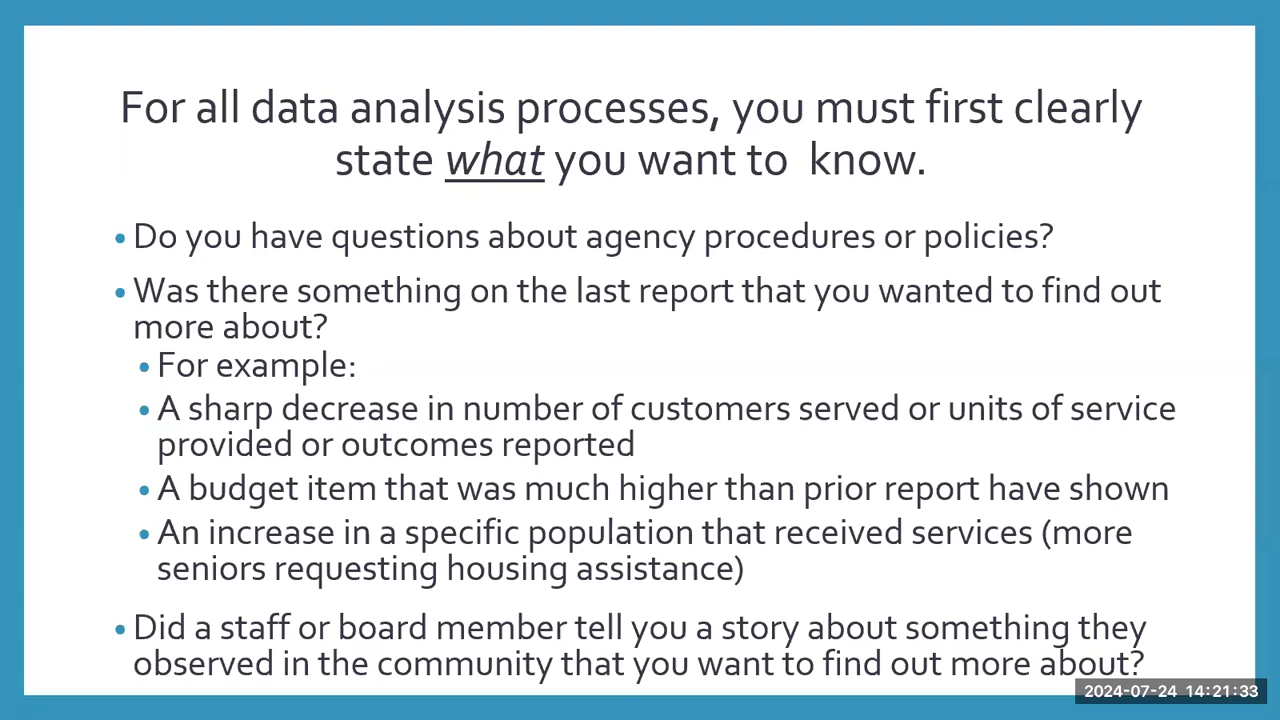 For all data analysis processes, you must first clearly
state what you want to  know.
• Do you have questions about agency procedures or policies?
• Was there something on the last report that you wanted to find out
more about?
• For example:
• A sharp decrease in number of customers served or units of service
provided or outcomes reported
• A budget item that was much higher than prior report have shown
• An increase in a specific population that received services (more
seniors requesting housing assistance)
• Did a staff or board member tell you a story about something they
observed in the community that you want to find out more about?
2024-07-24 14:21:33